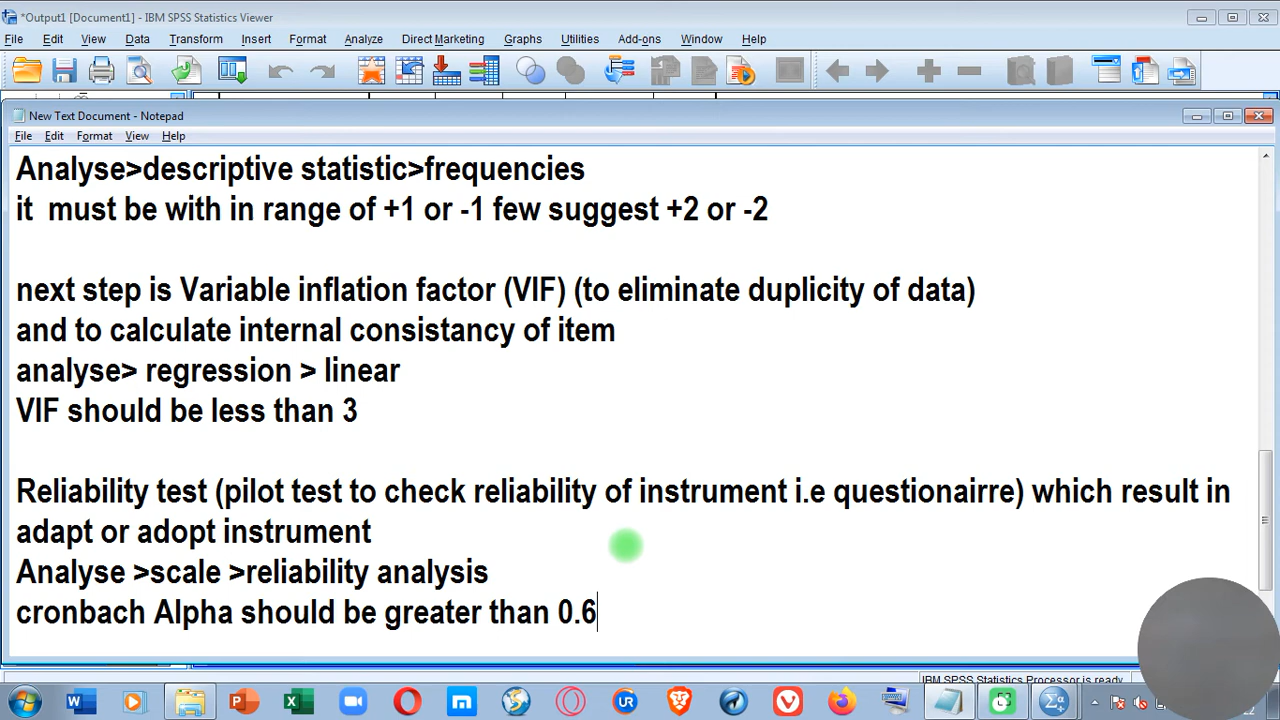 *Output1 [Document1] - IBM SPSS Statistics Viewer
File Edit View Data Transform Insert Format Analyze Direct Marketing Graphs Utilities Add-ons Window Help
New Text Document - Notepad
File Edit Format View Help
Analyse>descriptive statistic>frequencies
it  must be with in range of +1 or -1 few suggest +2 or -2
next step is Variable inflation factor (VIF) (to eliminate duplicity of data)
and to calculate internal consistancy of item
analyse> regression > linear
VIF should be less than 3
Reliability test (pilot test to check reliability of instrument i.e questionairre) which result in
adapt or adopt instrument
Analyse >scale >reliability analysis
cronbach Alpha should be greater than 0.6
IBM SPSS Statistics Processor is ready